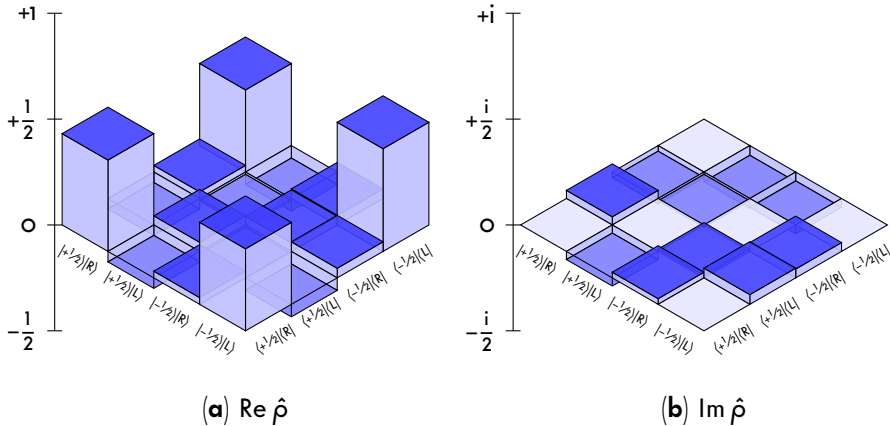 +1
+1/2
0
-1/2
|+1/2⟩|R⟩
|+1/2⟩|L⟩
|-1/2⟩|R⟩
|-1/2⟩|L⟩
⟨+1/2|⟨R|
⟨+1/2|⟨L|
⟨-1/2|⟨R|
⟨-1/2|⟨L|
(a) Re ρ̂
+i
+i/2
0
-i/2
|+1/2⟩|R⟩
|+1/2⟩|L⟩
|-1/2⟩|R⟩
|-1/2⟩|L⟩
⟨+1/2|⟨R|
⟨+1/2|⟨L|
⟨-1/2|⟨R|
⟨-1/2|⟨L|
(b) Im ρ̂